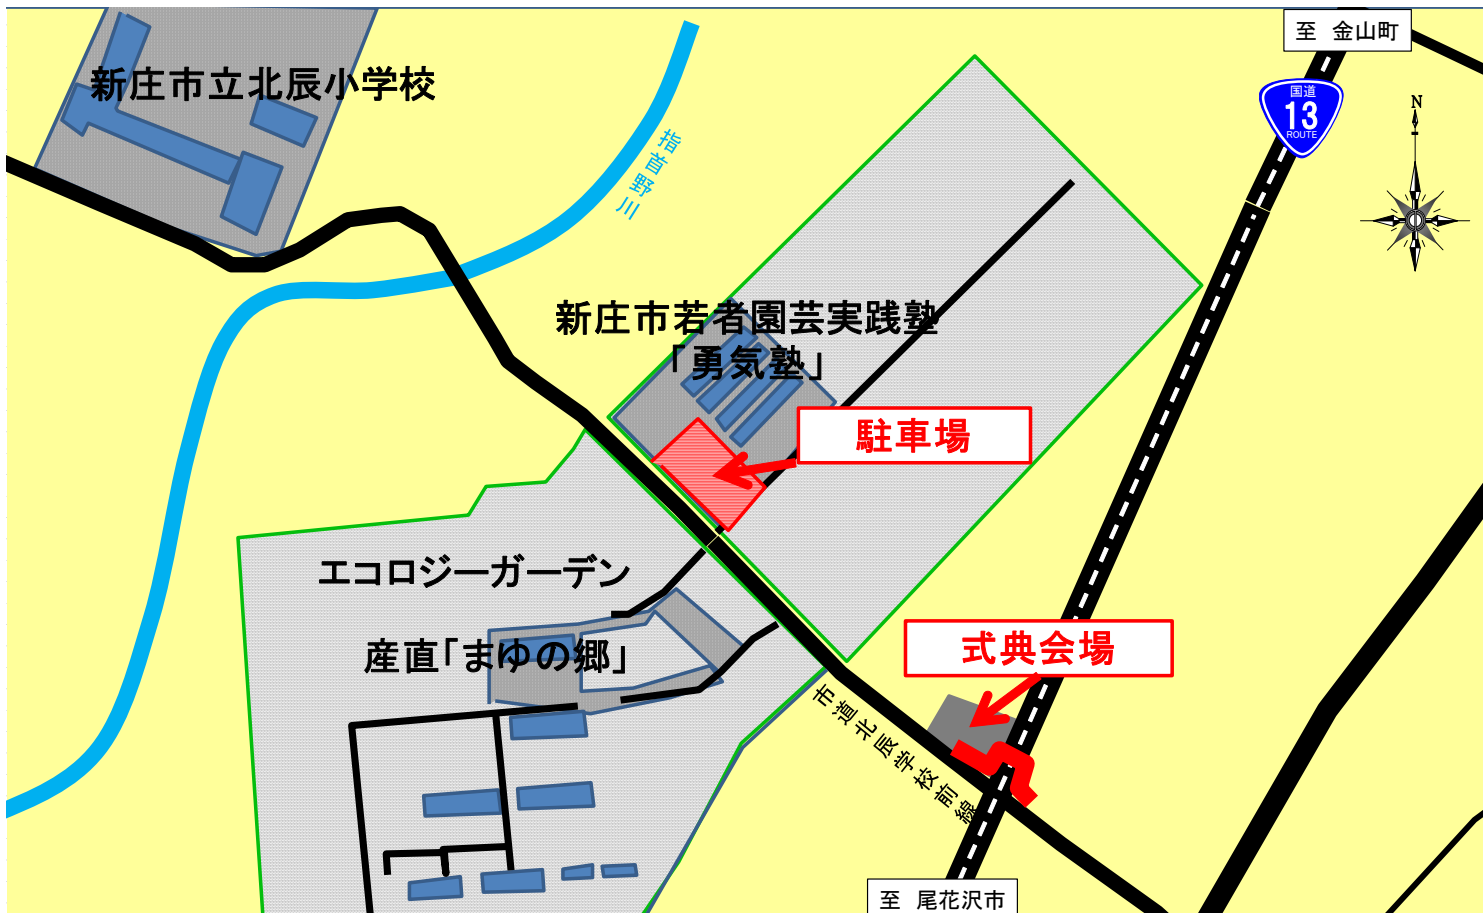 至 金山町
国道
13
ROUTE
N
新庄市立北辰小学校
指首野川
新庄市若者園芸実践塾
「勇気塾」
駐車場
エコロジーガーデン
産直「まゆの郷」
式典会場
市道北辰学校前線
至 尾花沢市